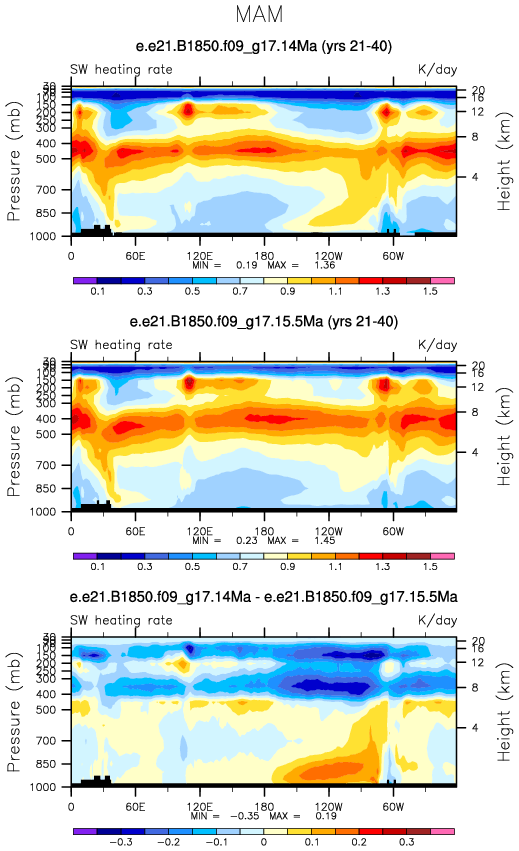 MAM
e.e21.B1850.f09_g17.14Ma (yrs 21-40)
SW heating rate K/day
30
100
150
200
250
300
400
500
700
850
1000
Pressure (mb)
20
16
12
8
4
Height (km)
0 60E 120E 180 120W 60W
MIN = 0.19 MAX = 1.36
0.1 0.3 0.5 0.7 0.9 1.1 1.3 1.5
e.e21.B1850.f09_g17.15.5Ma (yrs 21-40)
SW heating rate K/day
30
100
150
200
250
300
400
500
700
850
1000
Pressure (mb)
20
16
12
8
4
Height (km)
0 60E 120E 180 120W 60W
MIN = 0.23 MAX = 1.45
0.1 0.3 0.5 0.7 0.9 1.1 1.3 1.5
e.e21.B1850.f09_g17.14Ma - e.e21.B1850.f09_g17.15.5Ma
SW heating rate K/day
30
100
150
200
250
300
400
500
700
850
1000
Pressure (mb)
20
16
12
8
4
Height (km)
0 60E 120E 180 120W 60W
MIN = -0.35 MAX = 0.19
-0.3 -0.2 -0.1 0 0.1 0.2 0.3